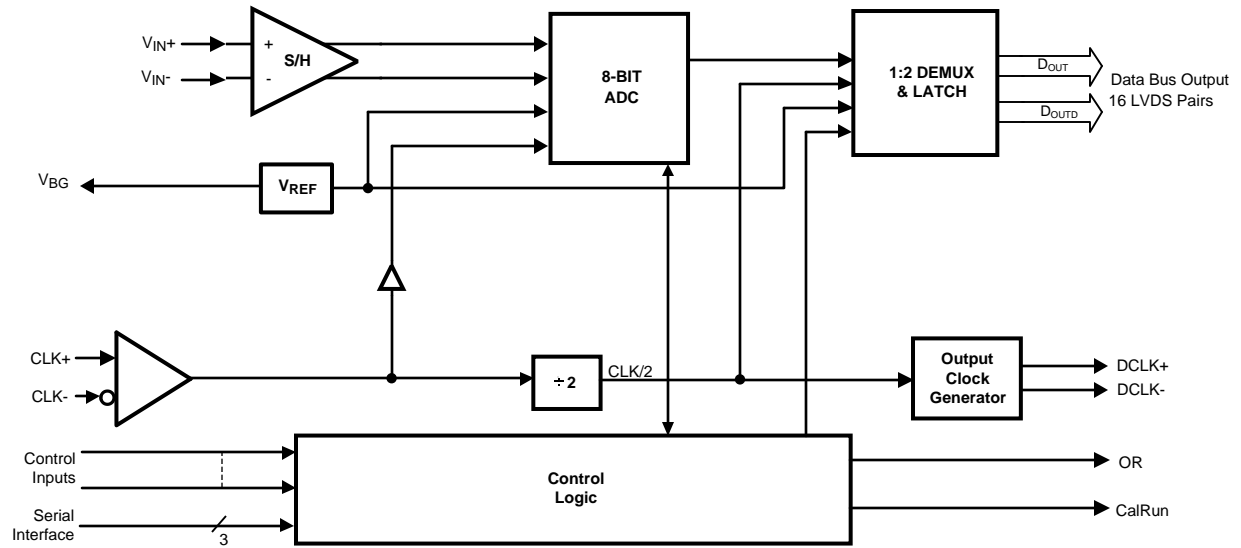 VIN+
VIN-
+
-
S/H
8-BIT
ADC
1:2 DEMUX
& LATCH
DOUT
DOUTD
Data Bus Output
16 LVDS Pairs
VBG
VREF
CLK+
CLK-
÷2
CLK/2
Output
Clock
Generator
DCLK+
DCLK-
Control
Inputs
Serial
Interface
3
Control
Logic
OR
CalRun